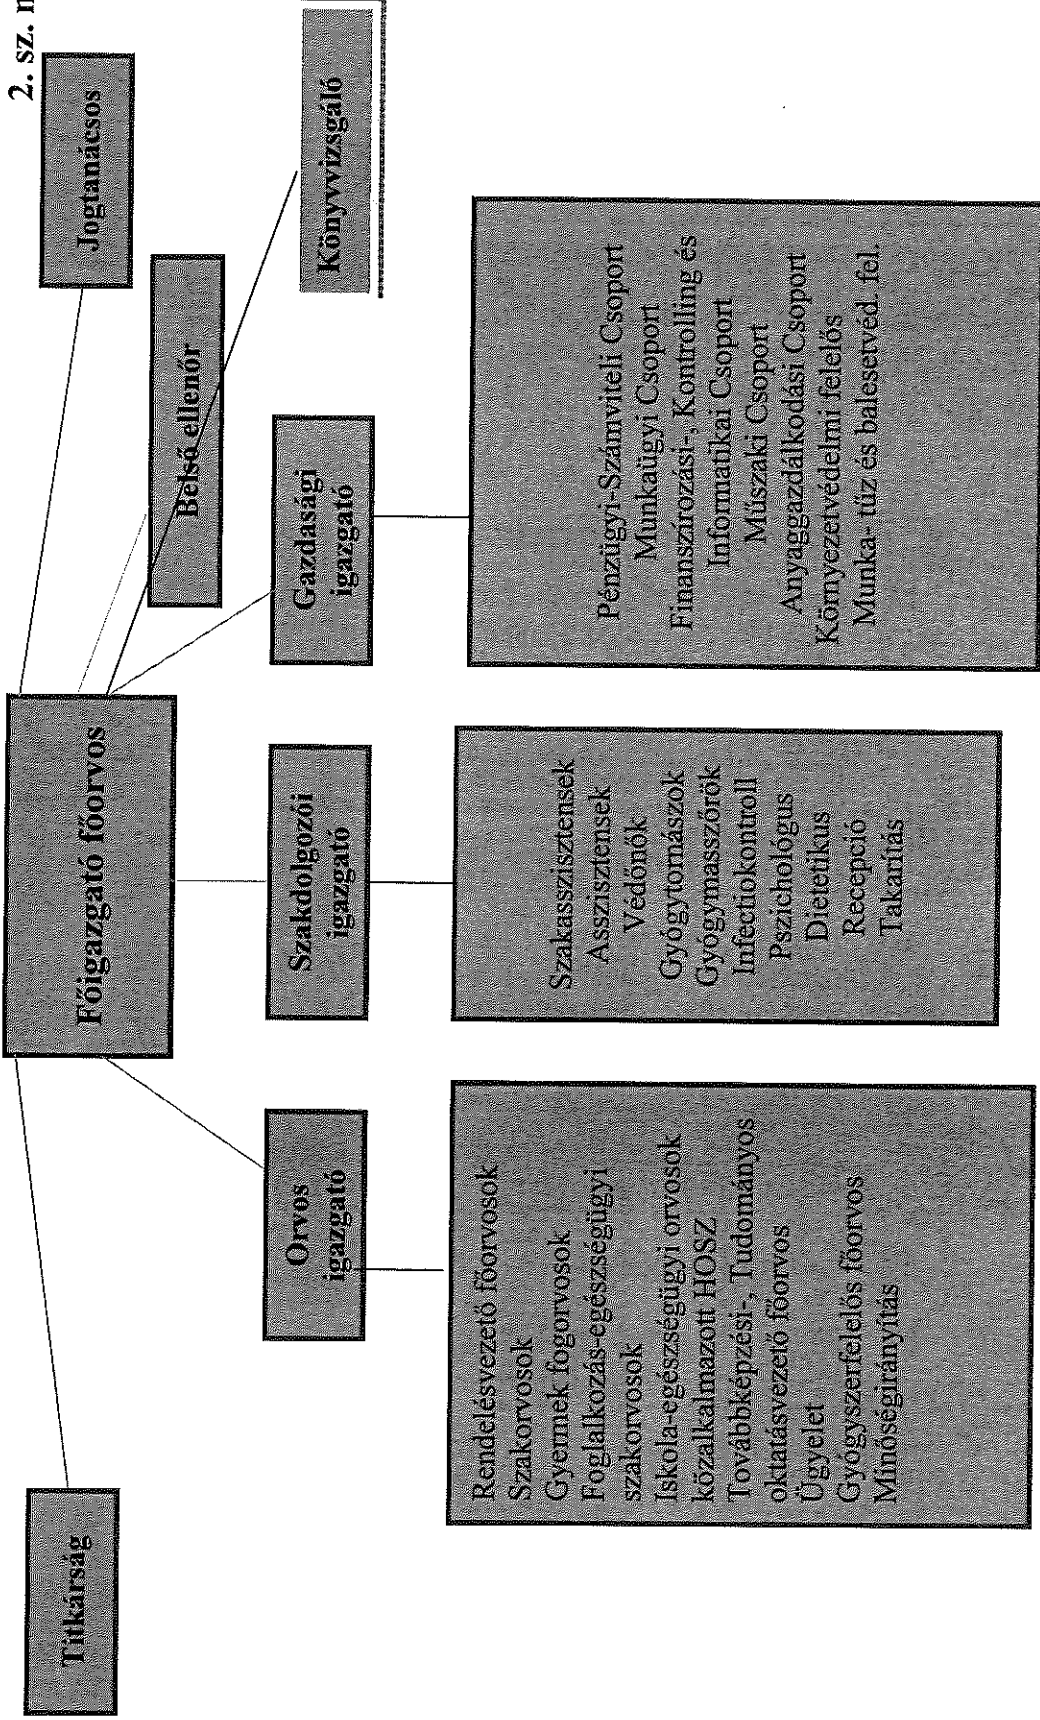 2. sz. n
Titkárság
Főigazgató főorvos
Jogtanácsos
Belső ellenőr
Könyvvizsgáló
Orvos
igazgató
Szakdolgozói
igazgató
Gazdasági
igazgató
Rendelésvezető főorvosok
Szakorvosok
Gyermek fogorvosok
Foglalkozás-egészségügyi
szakorvosok
Iskola-egészségügyi orvosok
közalkalmazott HOSZ
Továbbképzési-, Tudományos
oktatásvezető főorvos
Ügyelet
Gyógyszerfelelős főorvos
Minőségirányítás
Szakasszisztensek
Asszisztensek
Védőnők
Gyógytornászok
Gyógymasszőrök
Infectiokontroll
Pszichológus
Dietetikus
Recepció
Takarítás
Pénzügyi-Számviteli Csoport
Munkaügyi Csoport
Finanszírozási-, Kontrolling és
Informatikai Csoport
Műszaki Csoport
Anyaggazdálkodási Csoport
Környezetvédelmi felelős
Munka- tűz és balesetvéd. fel.